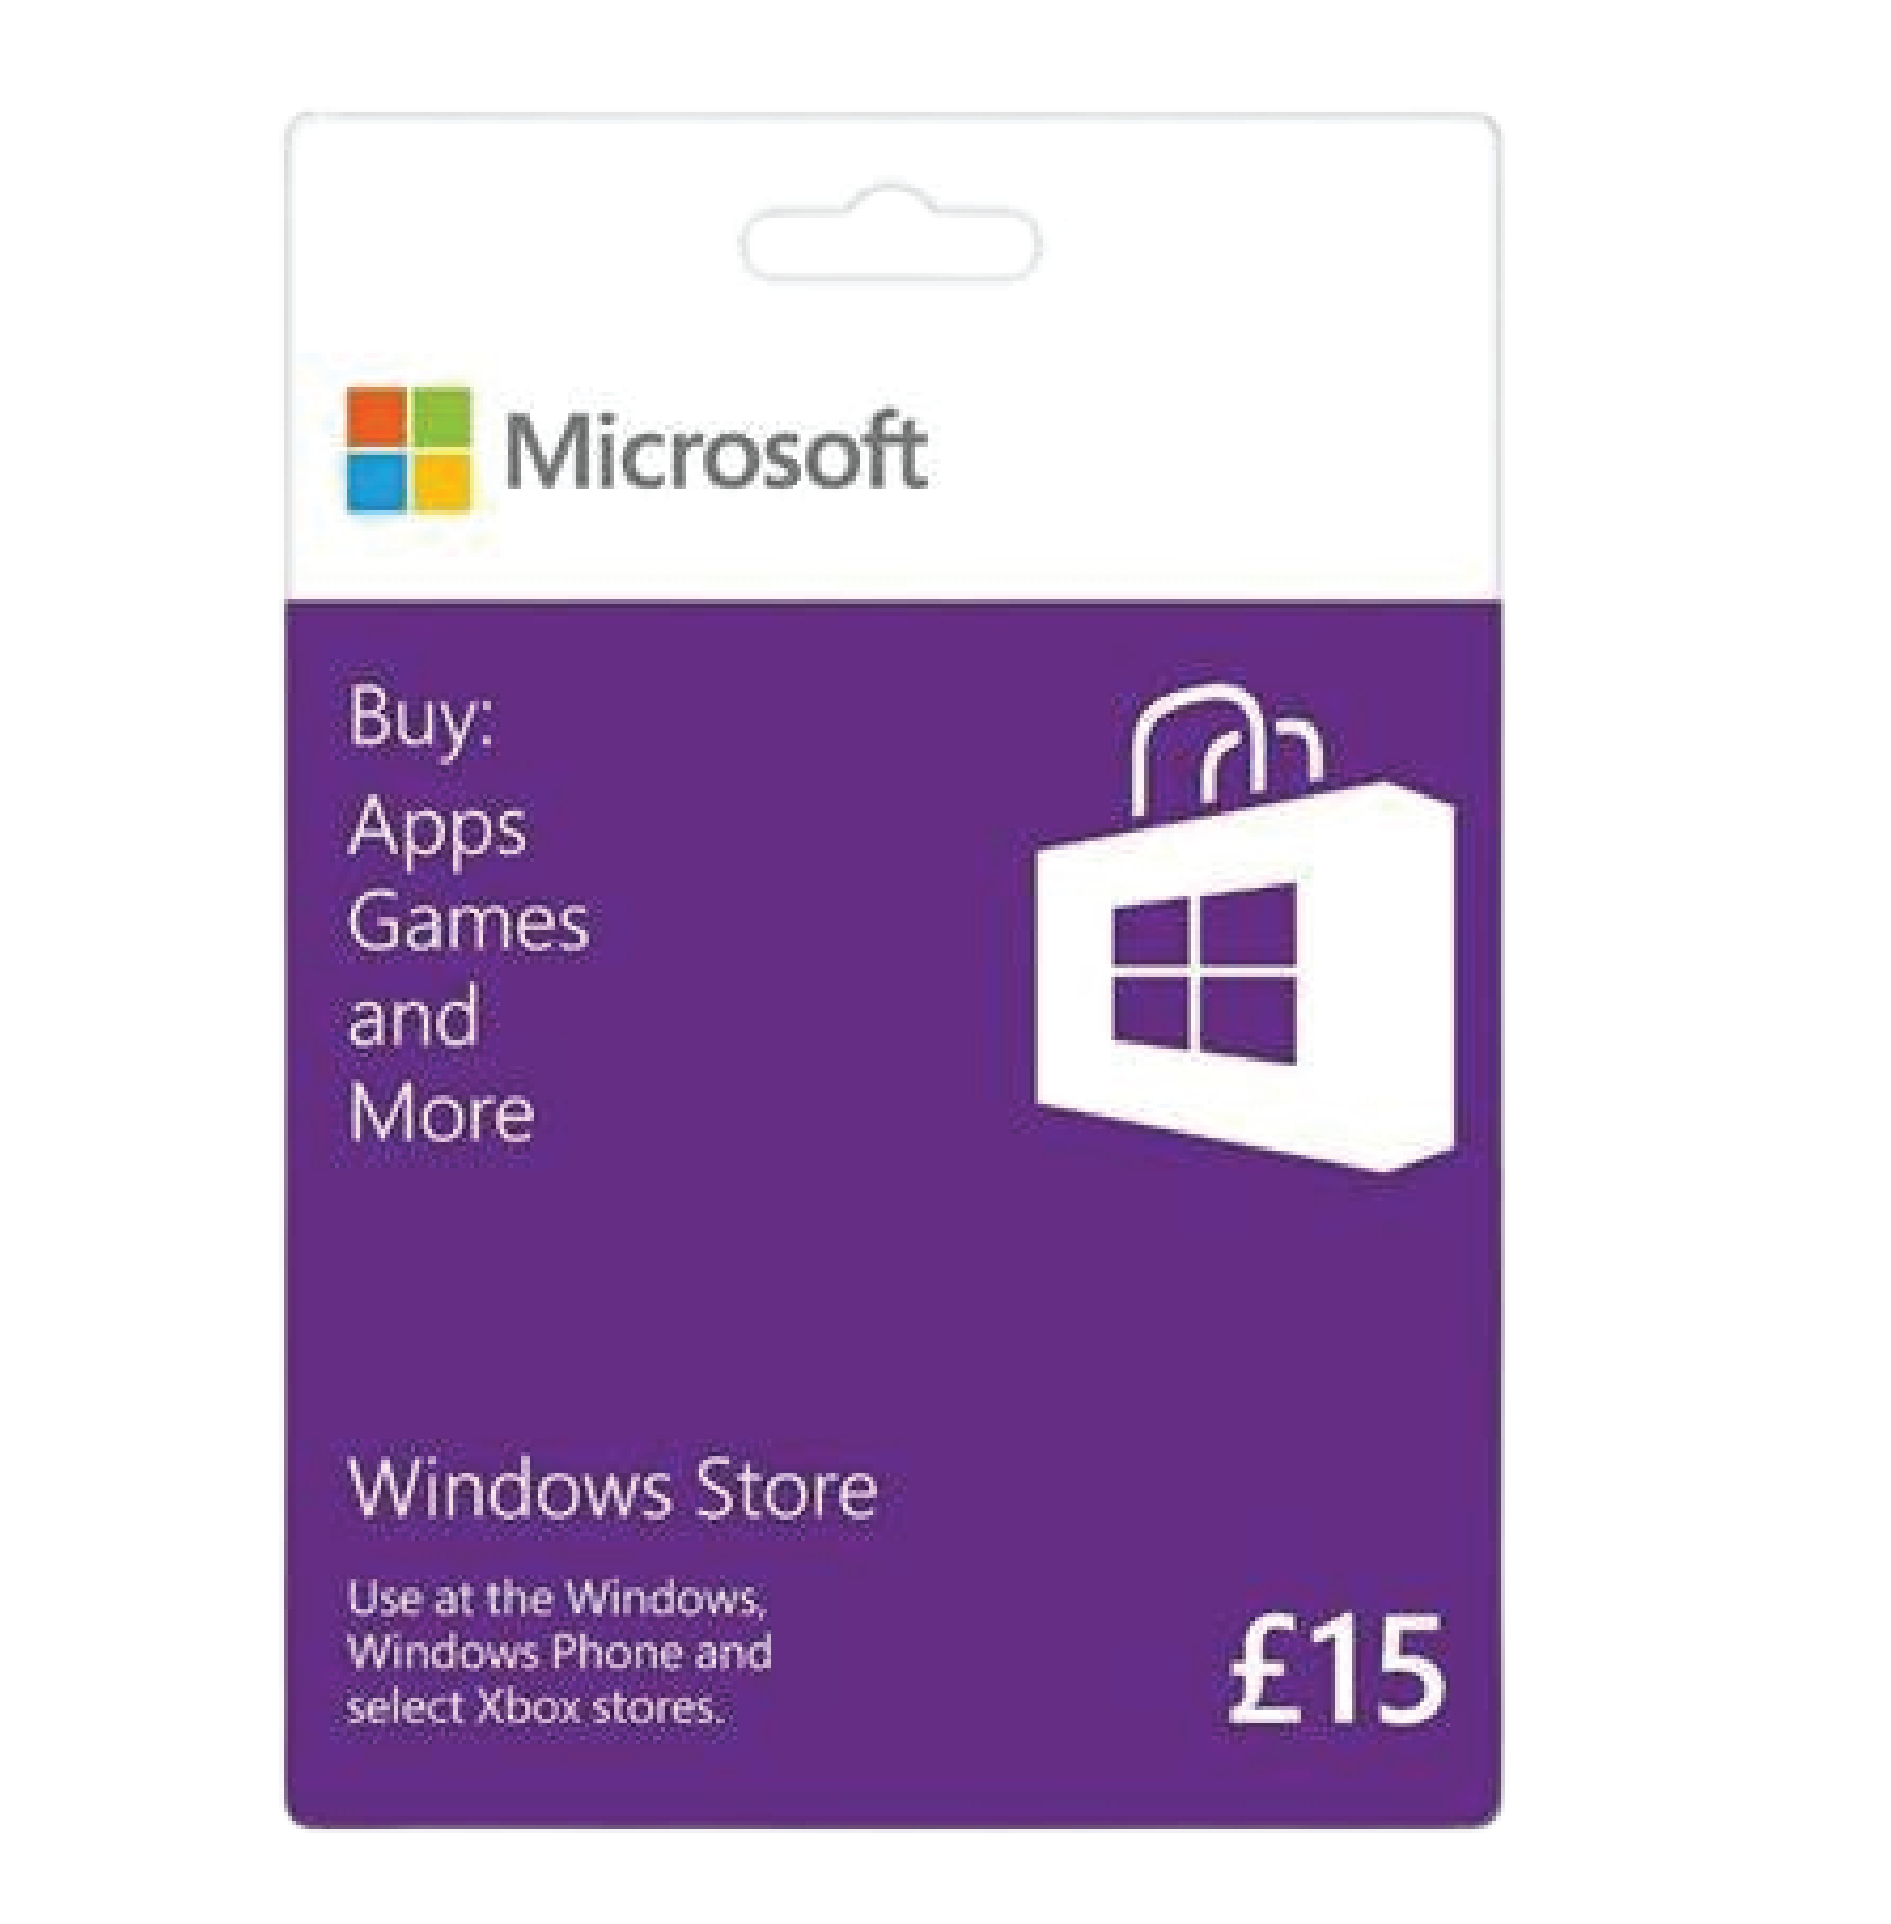 Microsoft
Buy:
Apps
Games
and
More
Windows Store
Use at the Windows,
Windows Phone and
select Xbox stores.
£15